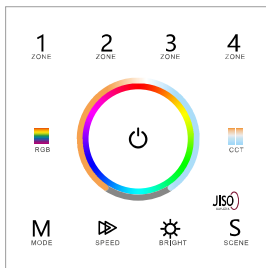 1 2 3 4
ZONE ZONE ZONE ZONE
RGB CCT
JISO
M S
MODE SPEED BRIGHT SCENE